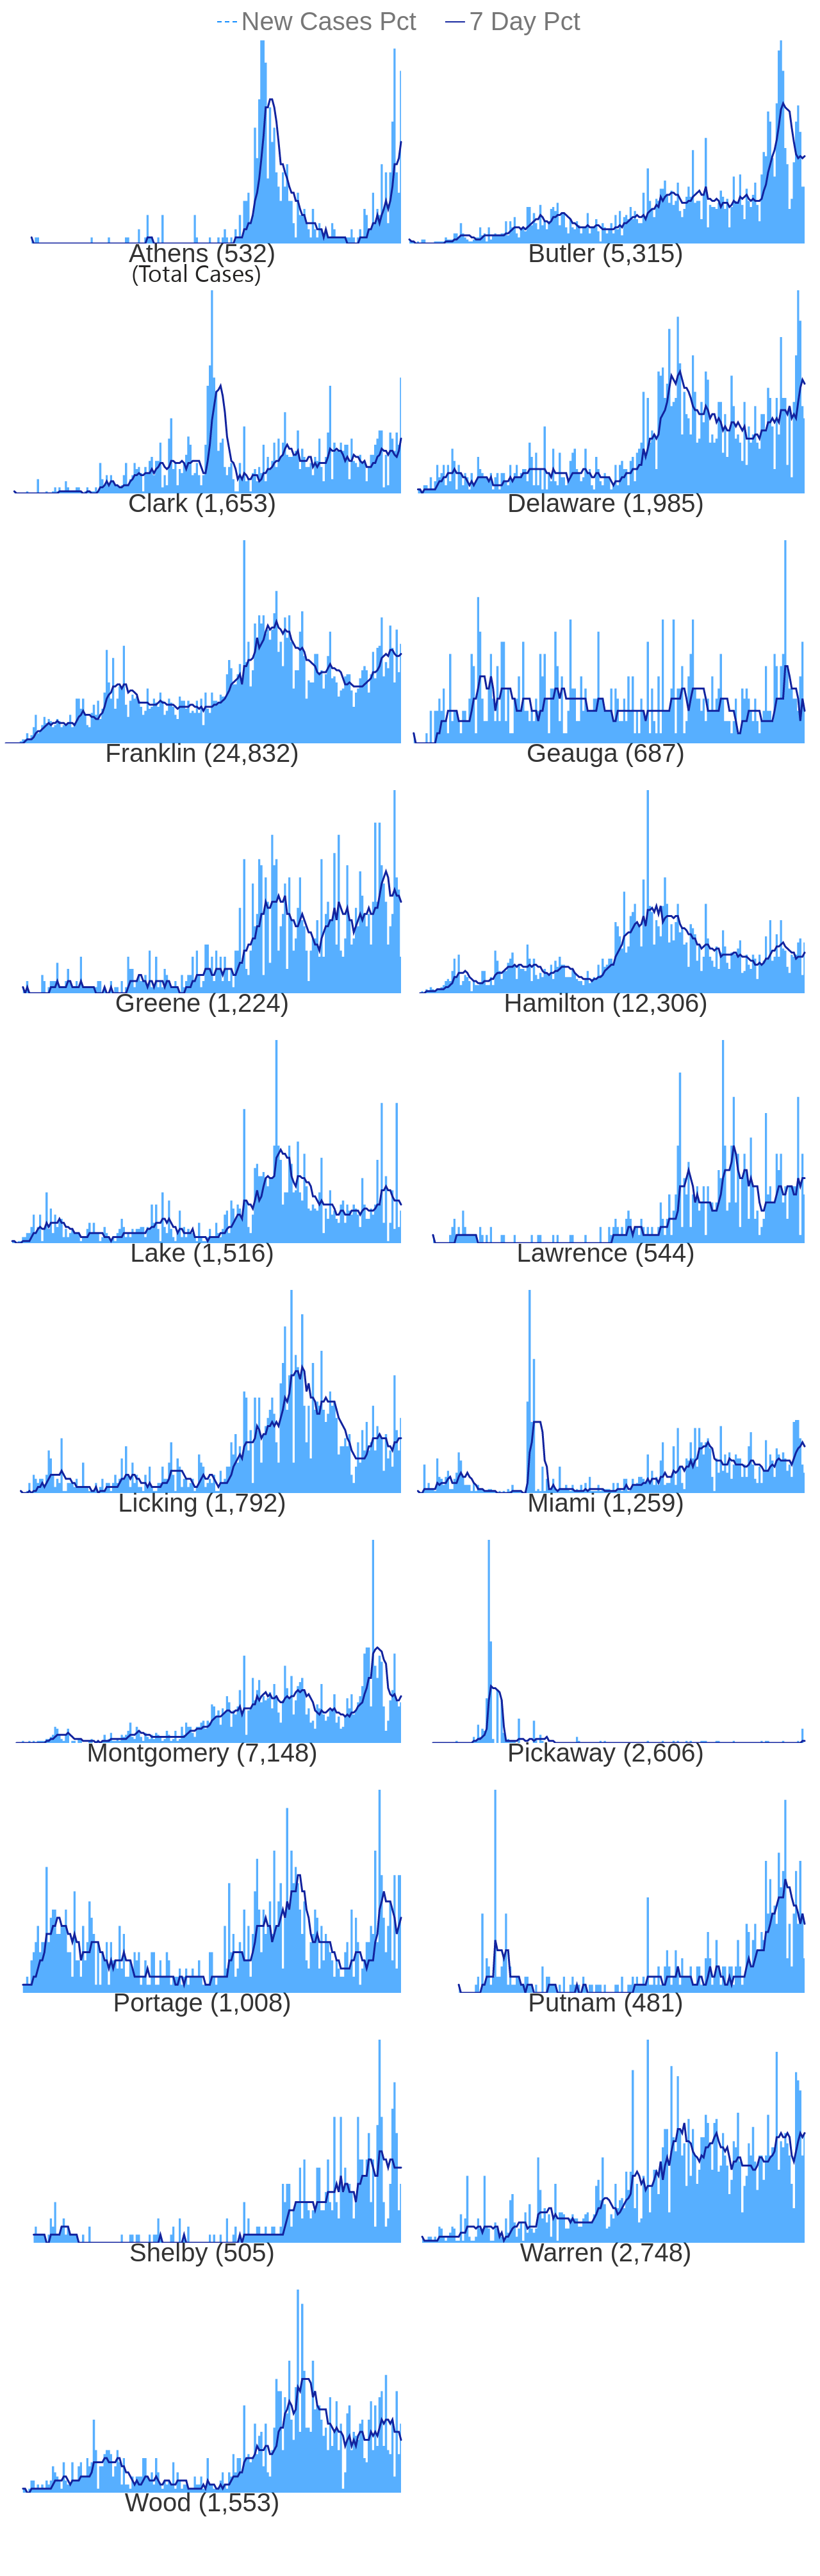 New Cases Pct 7 Day Pct
Athens (532) Butler (5,315)
(Total Cases)
Clark (1,653) Delaware (1,985)
Franklin (24,832) Geauga (687)
Greene (1,224) Hamilton (12,306)
Lake (1,516) Lawrence (544)
Licking (1,792) Miami (1,259)
Montgomery (7,148) Pickaway (2,606)
Portage (1,008) Putnam (481)
Shelby (505) Warren (2,748)
Wood (1,553)